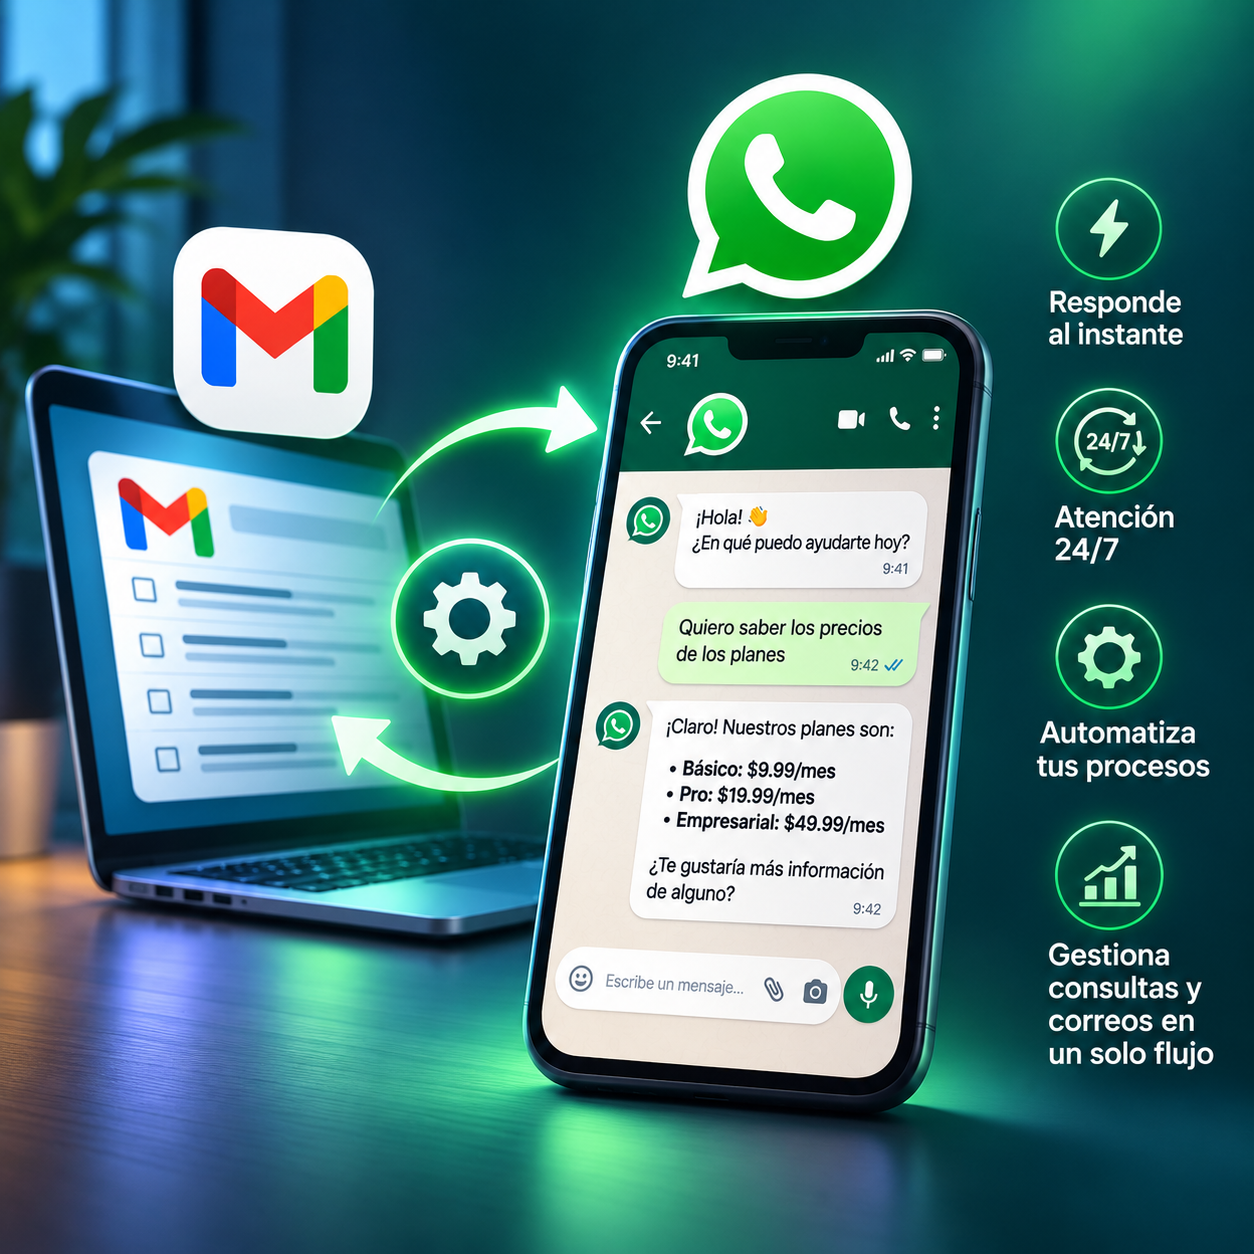 9:41
¡Hola! 👋
¿En qué puedo ayudarte hoy?
9:41
Quiero saber los precios
de los planes
9:42
¡Claro! Nuestros planes son:
• Básico: $9.99/mes
• Pro: $19.99/mes
• Empresarial: $49.99/mes
¿Te gustaría más información
de alguno?
9:42
Escribe un mensaje...
Responde
al instante
24/7
Atención
24/7
Automatiza
tus procesos
Gestiona
consultas y
correos en
un solo flujo